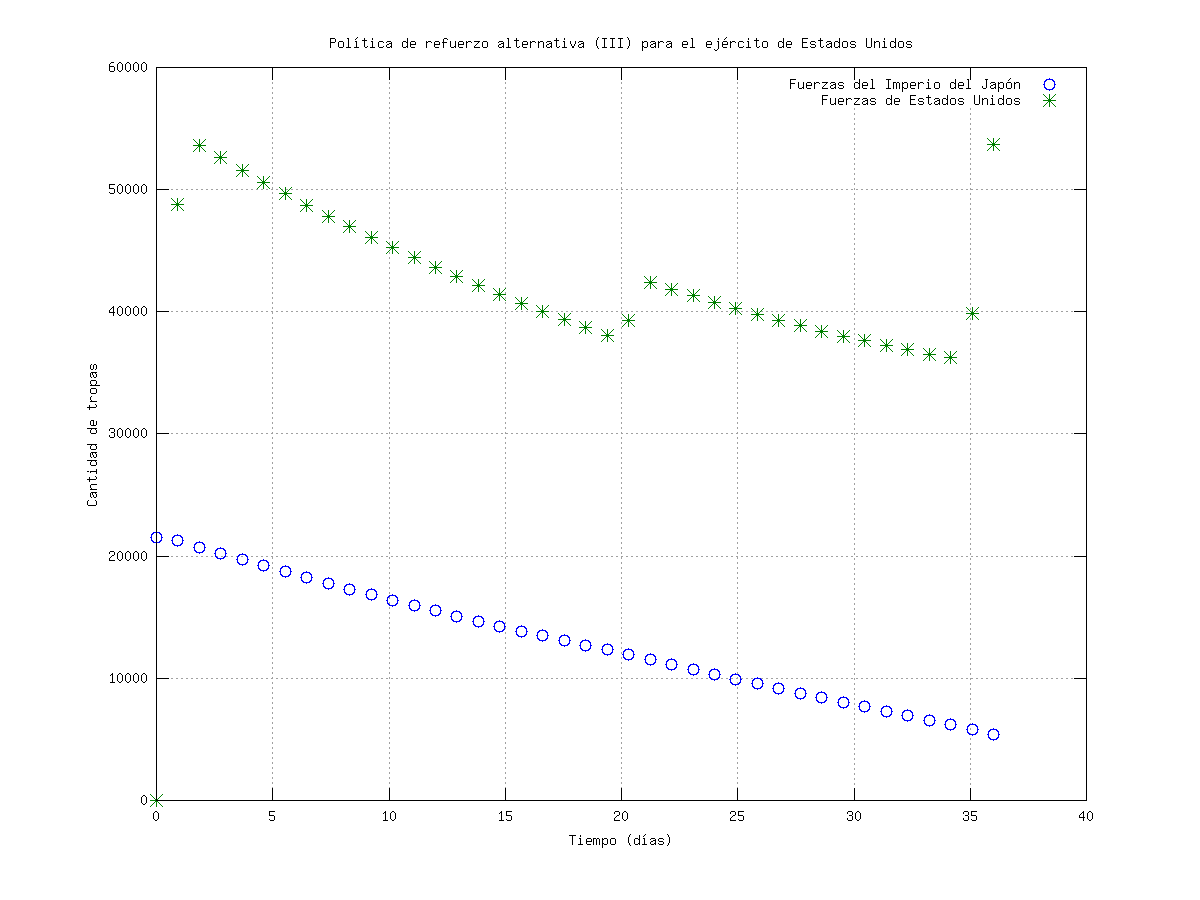 Política de refuerzo alternativa (III) para el ejército de Estados Unidos
60000
50000
40000
30000
20000
10000
0
Cantidad de tropas
Fuerzas del Imperio del Japón
Fuerzas de Estados Unidos
0 5 10 15 20 25 30 35 40
Tiempo (días)